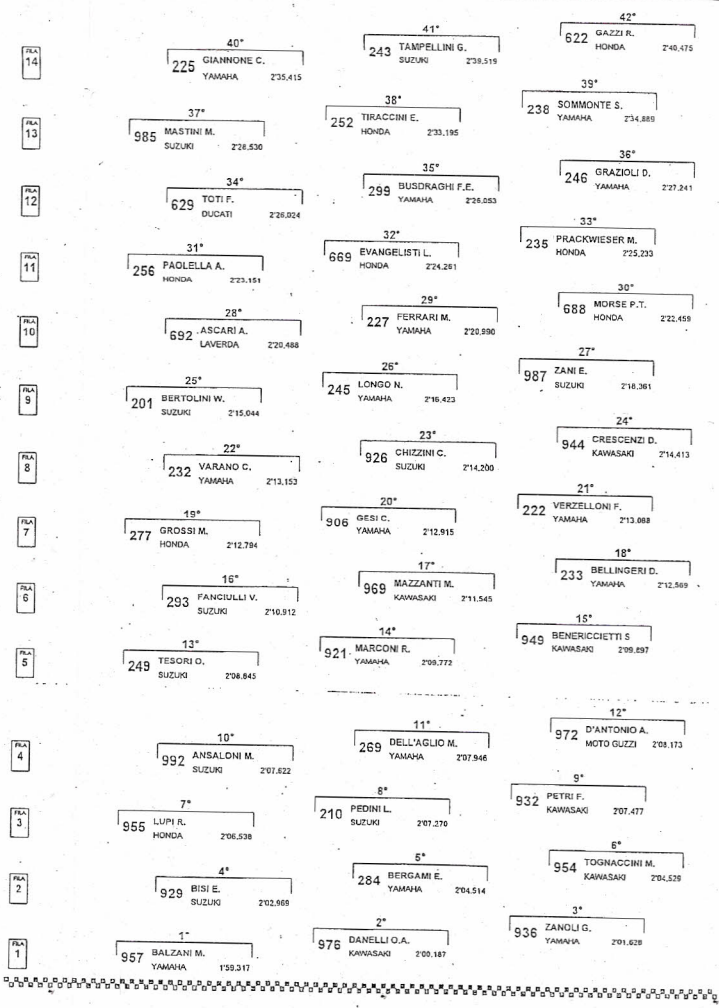 42°
41°
40°
FILA 14
225 GIANNONE C.
YAMAHA 2'35,415
243 TAMPELLINI G.
SUZUKI 2'39,519
622 GAZZI R.
HONDA 2'40,475
39°
38°
37°
FILA 13
985 MASTINI M.
SUZUKI 2'28,530
252 TIRACCINI E.
HONDA 2'33,195
238 SOMMONTE S.
YAMAHA 2'34,889
36°
35°
34°
FILA 12
629 TOTI F.
DUCATI 2'26,024
299 BUSDRAGHI F.E.
YAMAHA 2'26,053
246 GRAZIOLI D.
YAMAHA 2'27,241
33°
32°
31°
FILA 11
256 PAOLELLA A.
HONDA 2'23,151
669 EVANGELISTI L.
HONDA 2'24,261
235 PRACKWIESER M.
HONDA 2'25,233
30°
29°
28°
FILA 10
692 ASCARI A.
LAVERDA 2'20,488
227 FERRARI M.
YAMAHA 2'20,990
688 MORSE P.T.
HONDA 2'22,459
27°
26°
25°
FILA 9
201 BERTOLINI W.
SUZUKI 2'15,044
245 LONGO N.
YAMAHA 2'16,423
987 ZANI E.
SUZUKI 2'18,361
24°
23°
22°
FILA 8
232 VARANO C.
YAMAHA 2'13,153
926 CHIZZINI C.
SUZUKI 2'14,200
944 CRESCENZI D.
KAWASAKI 2'14,413
21°
20°
19°
FILA 7
277 GROSSI M.
HONDA 2'12,794
906 GESI C.
YAMAHA 2'12,915
222 VERZELLONI F.
YAMAHA 2'13,088
18°
17°
16°
FILA 6
293 FANCIULLI V.
SUZUKI 2'10,912
969 MAZZANTI M.
KAWASAKI 2'11,545
233 BELLINGERI D.
YAMAHA 2'12,569
15°
14°
13°
FILA 5
249 TESORI O.
SUZUKI 2'08,645
921 MARCONI R.
YAMAHA 2'09,772
949 BENERICCIETTI S
KAWASAKI 2'09,897
12°
11°
10°
FILA 4
992 ANSALONI M.
SUZUKI 2'07,622
269 DELL'AGLIO M.
YAMAHA 2'07,946
972 D'ANTONIO A.
MOTO GUZZI 2'08,173
9°
8°
7°
FILA 3
955 LUPI R.
HONDA 2'06,538
210 PEDINI L.
SUZUKI 2'07,270
932 PETRI F.
KAWASAKI 2'07,477
6°
5°
4°
FILA 2
929 BISI E.
SUZUKI 2'02,969
284 BERGAMI E.
YAMAHA 2'04,514
954 TOGNACCINI M.
KAWASAKI 2'04,529
3°
2°
1°
FILA 1
957 BALZANI M.
YAMAHA 1'59,317
976 DANELLI O.A.
KAWASAKI 2'00,187
936 ZANOLI G.
YAMAHA 2'01,628